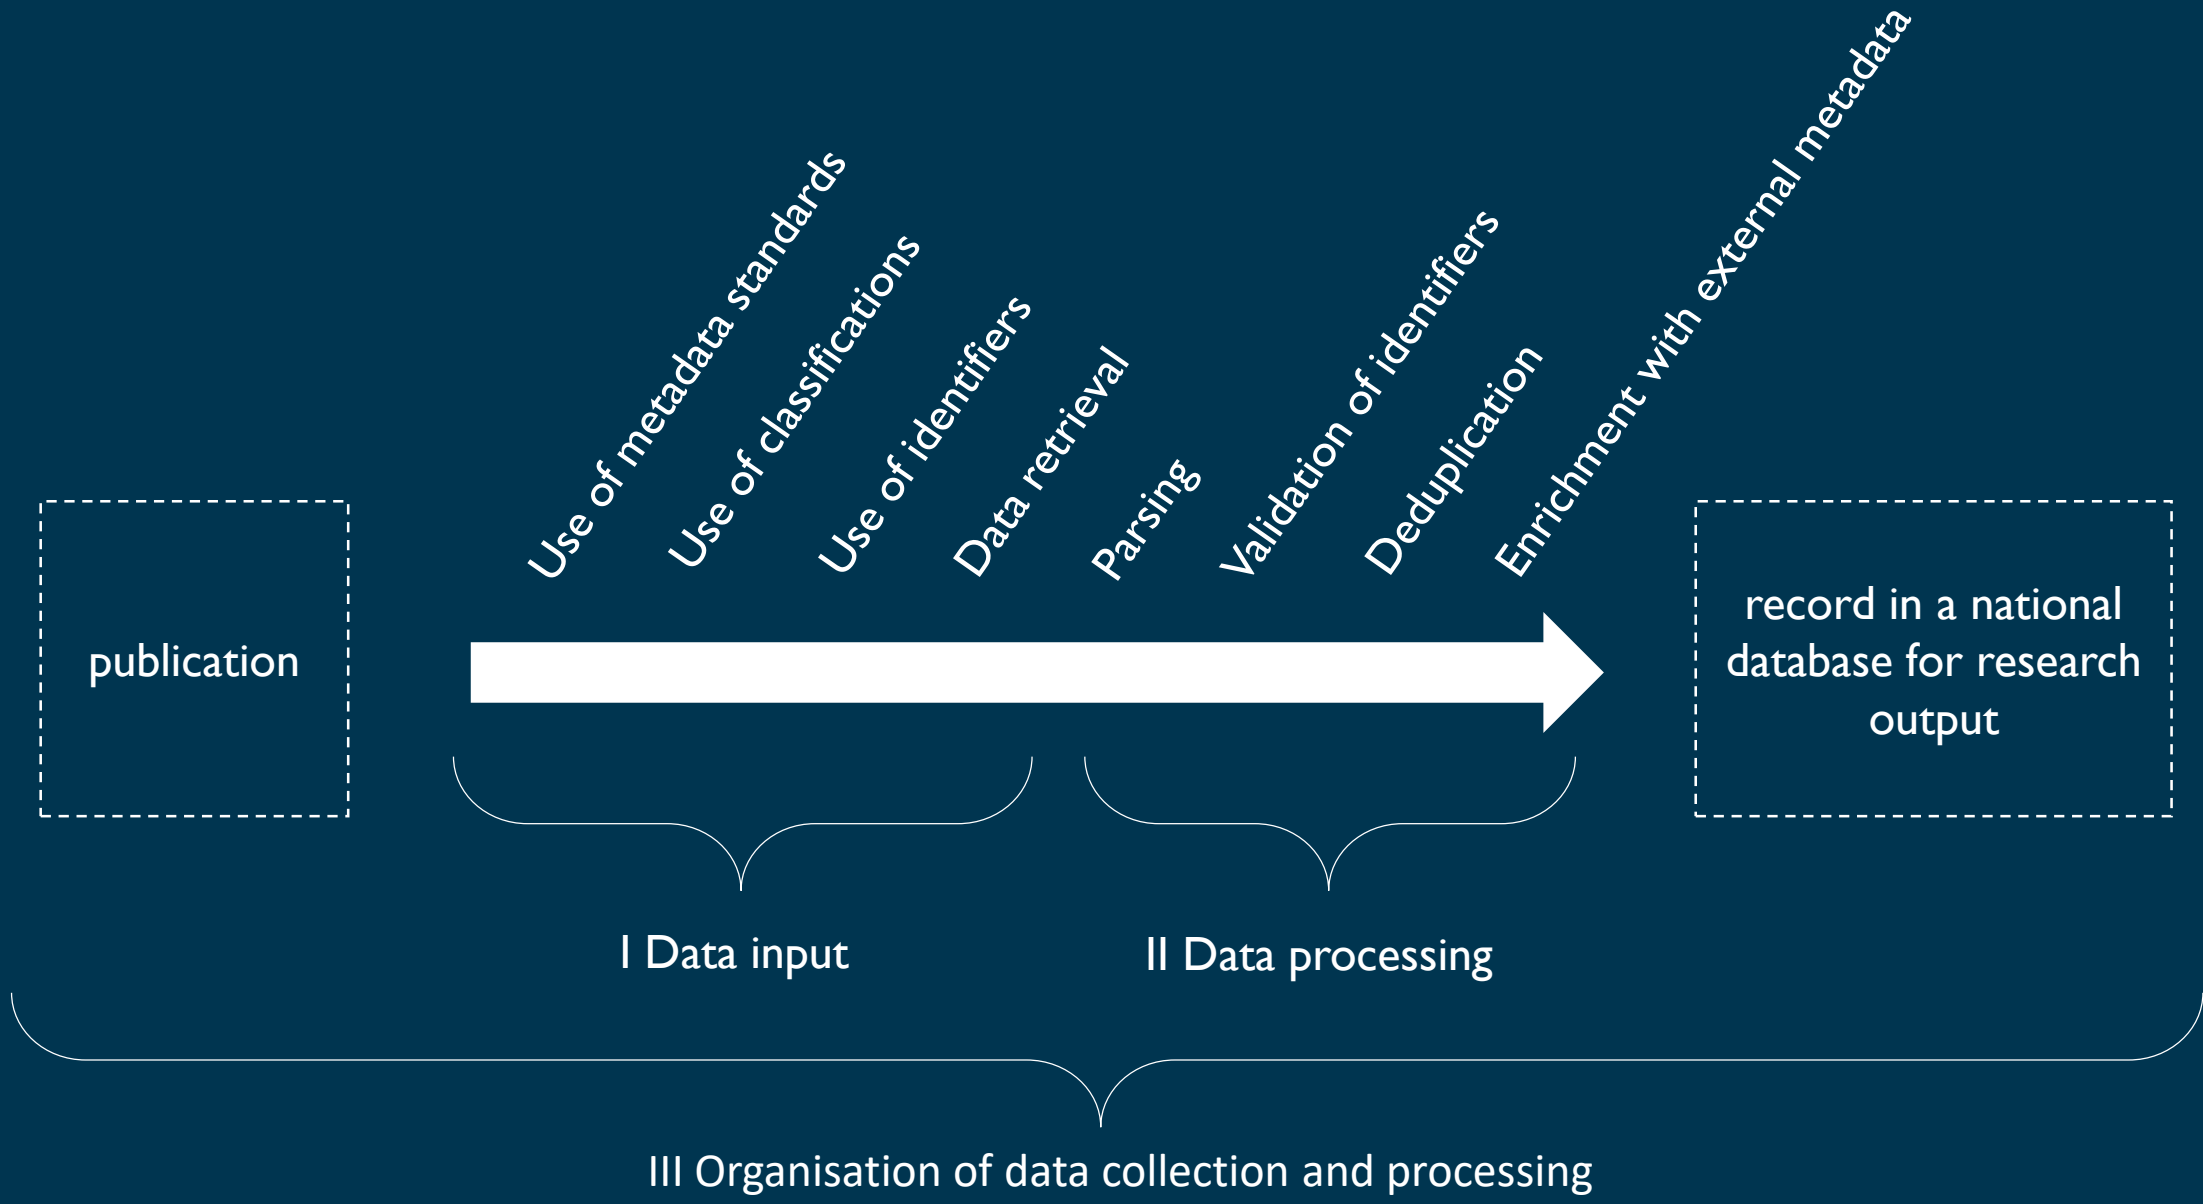 Use of metadata standards
Use of classifications
Use of identifiers
Data retrieval
Parsing
Validation of identifiers
Deduplication
Enrichment with external metadata
publication
record in a national
database for research
output
I Data input
II Data processing
III Organisation of data collection and processing